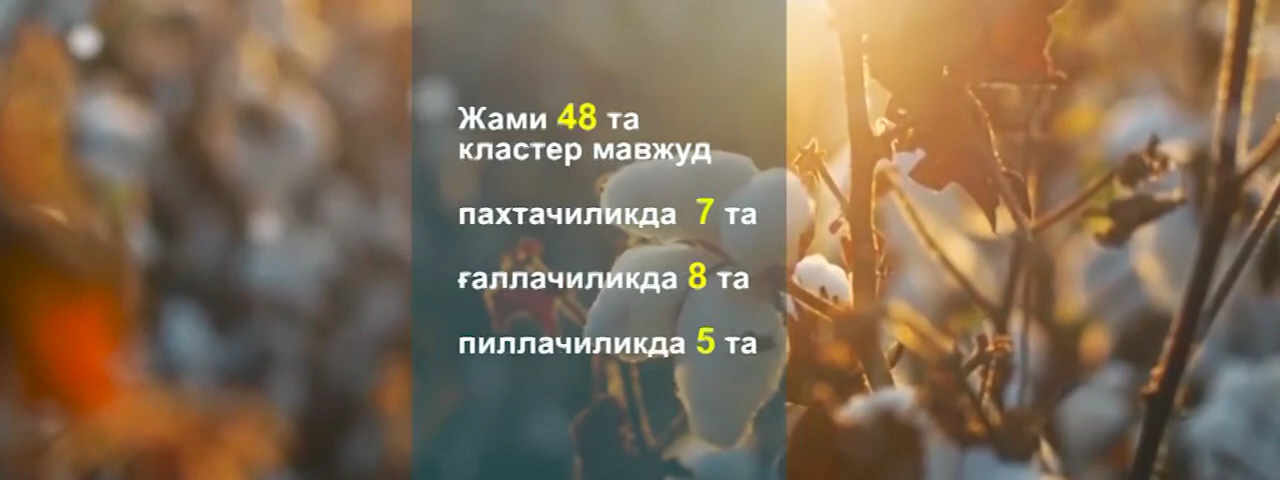 Жами 48 та
кластер мавжуд
пахтачиликда 7 та
ғаллачиликда 8 та
пиллачиликда 5 та